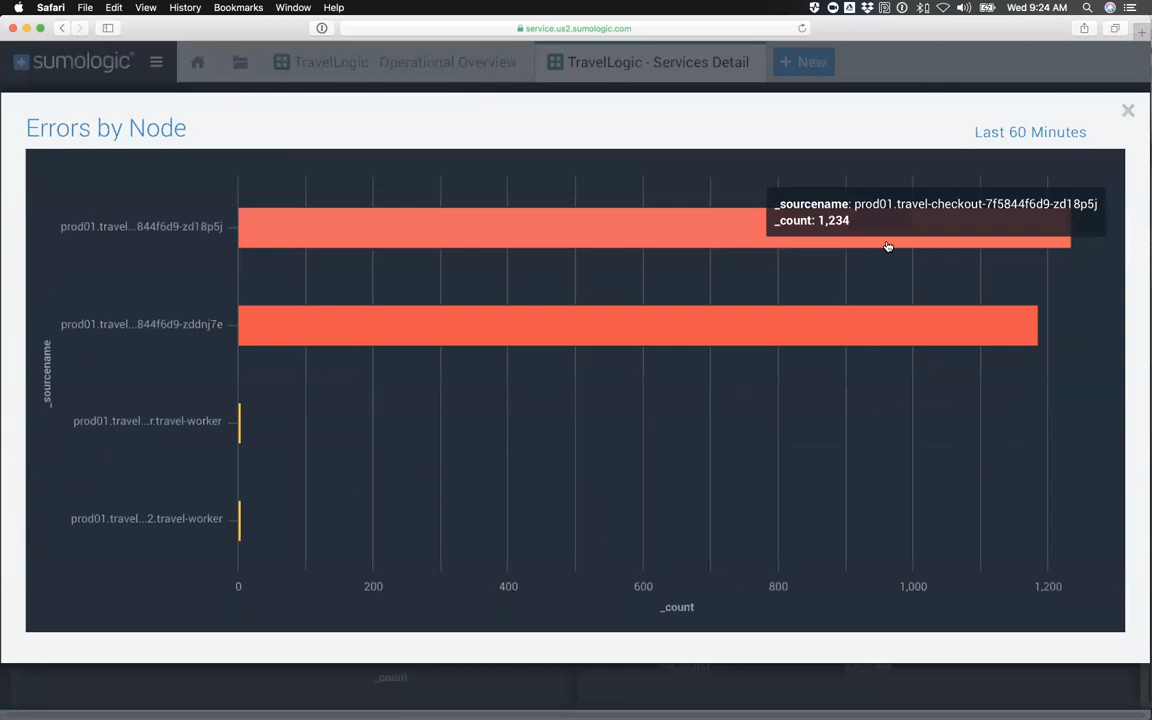 Safari File Edit View History Bookmarks Window Help
Wed 9:24 AM
service.us2.sumologic.com
sumologic
TravelLogic - Operational Overview
TravelLogic - Services Detail
+ New
Errors by Node
Last 60 Minutes
_sourcename: prod01.travel-checkout-7f5844f6d9-zd18p5j
_count: 1,234
prod01.travel...844f6d9-zd18p5j
prod01.travel...844f6d9-zddnj7e
prod01.travel...r.travel-worker
prod01.travel...2.travel-worker
_sourcename
0 200 400 600 800 1,000 1,200
_count
_count